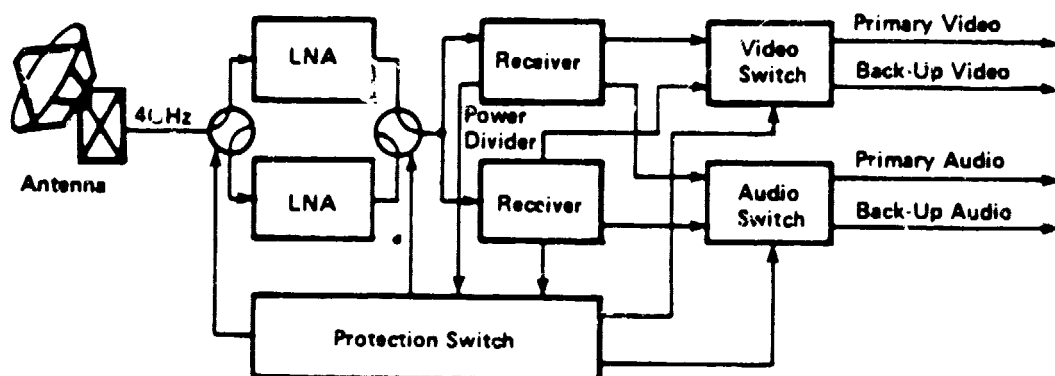 Primary Video
LNA
Receiver
Video
Switch
Back-Up Video
4GHz
Power
Divider
Antenna
LNA
Receiver
Primary Audio
Audio
Switch
Back-Up Audio
Protection Switch